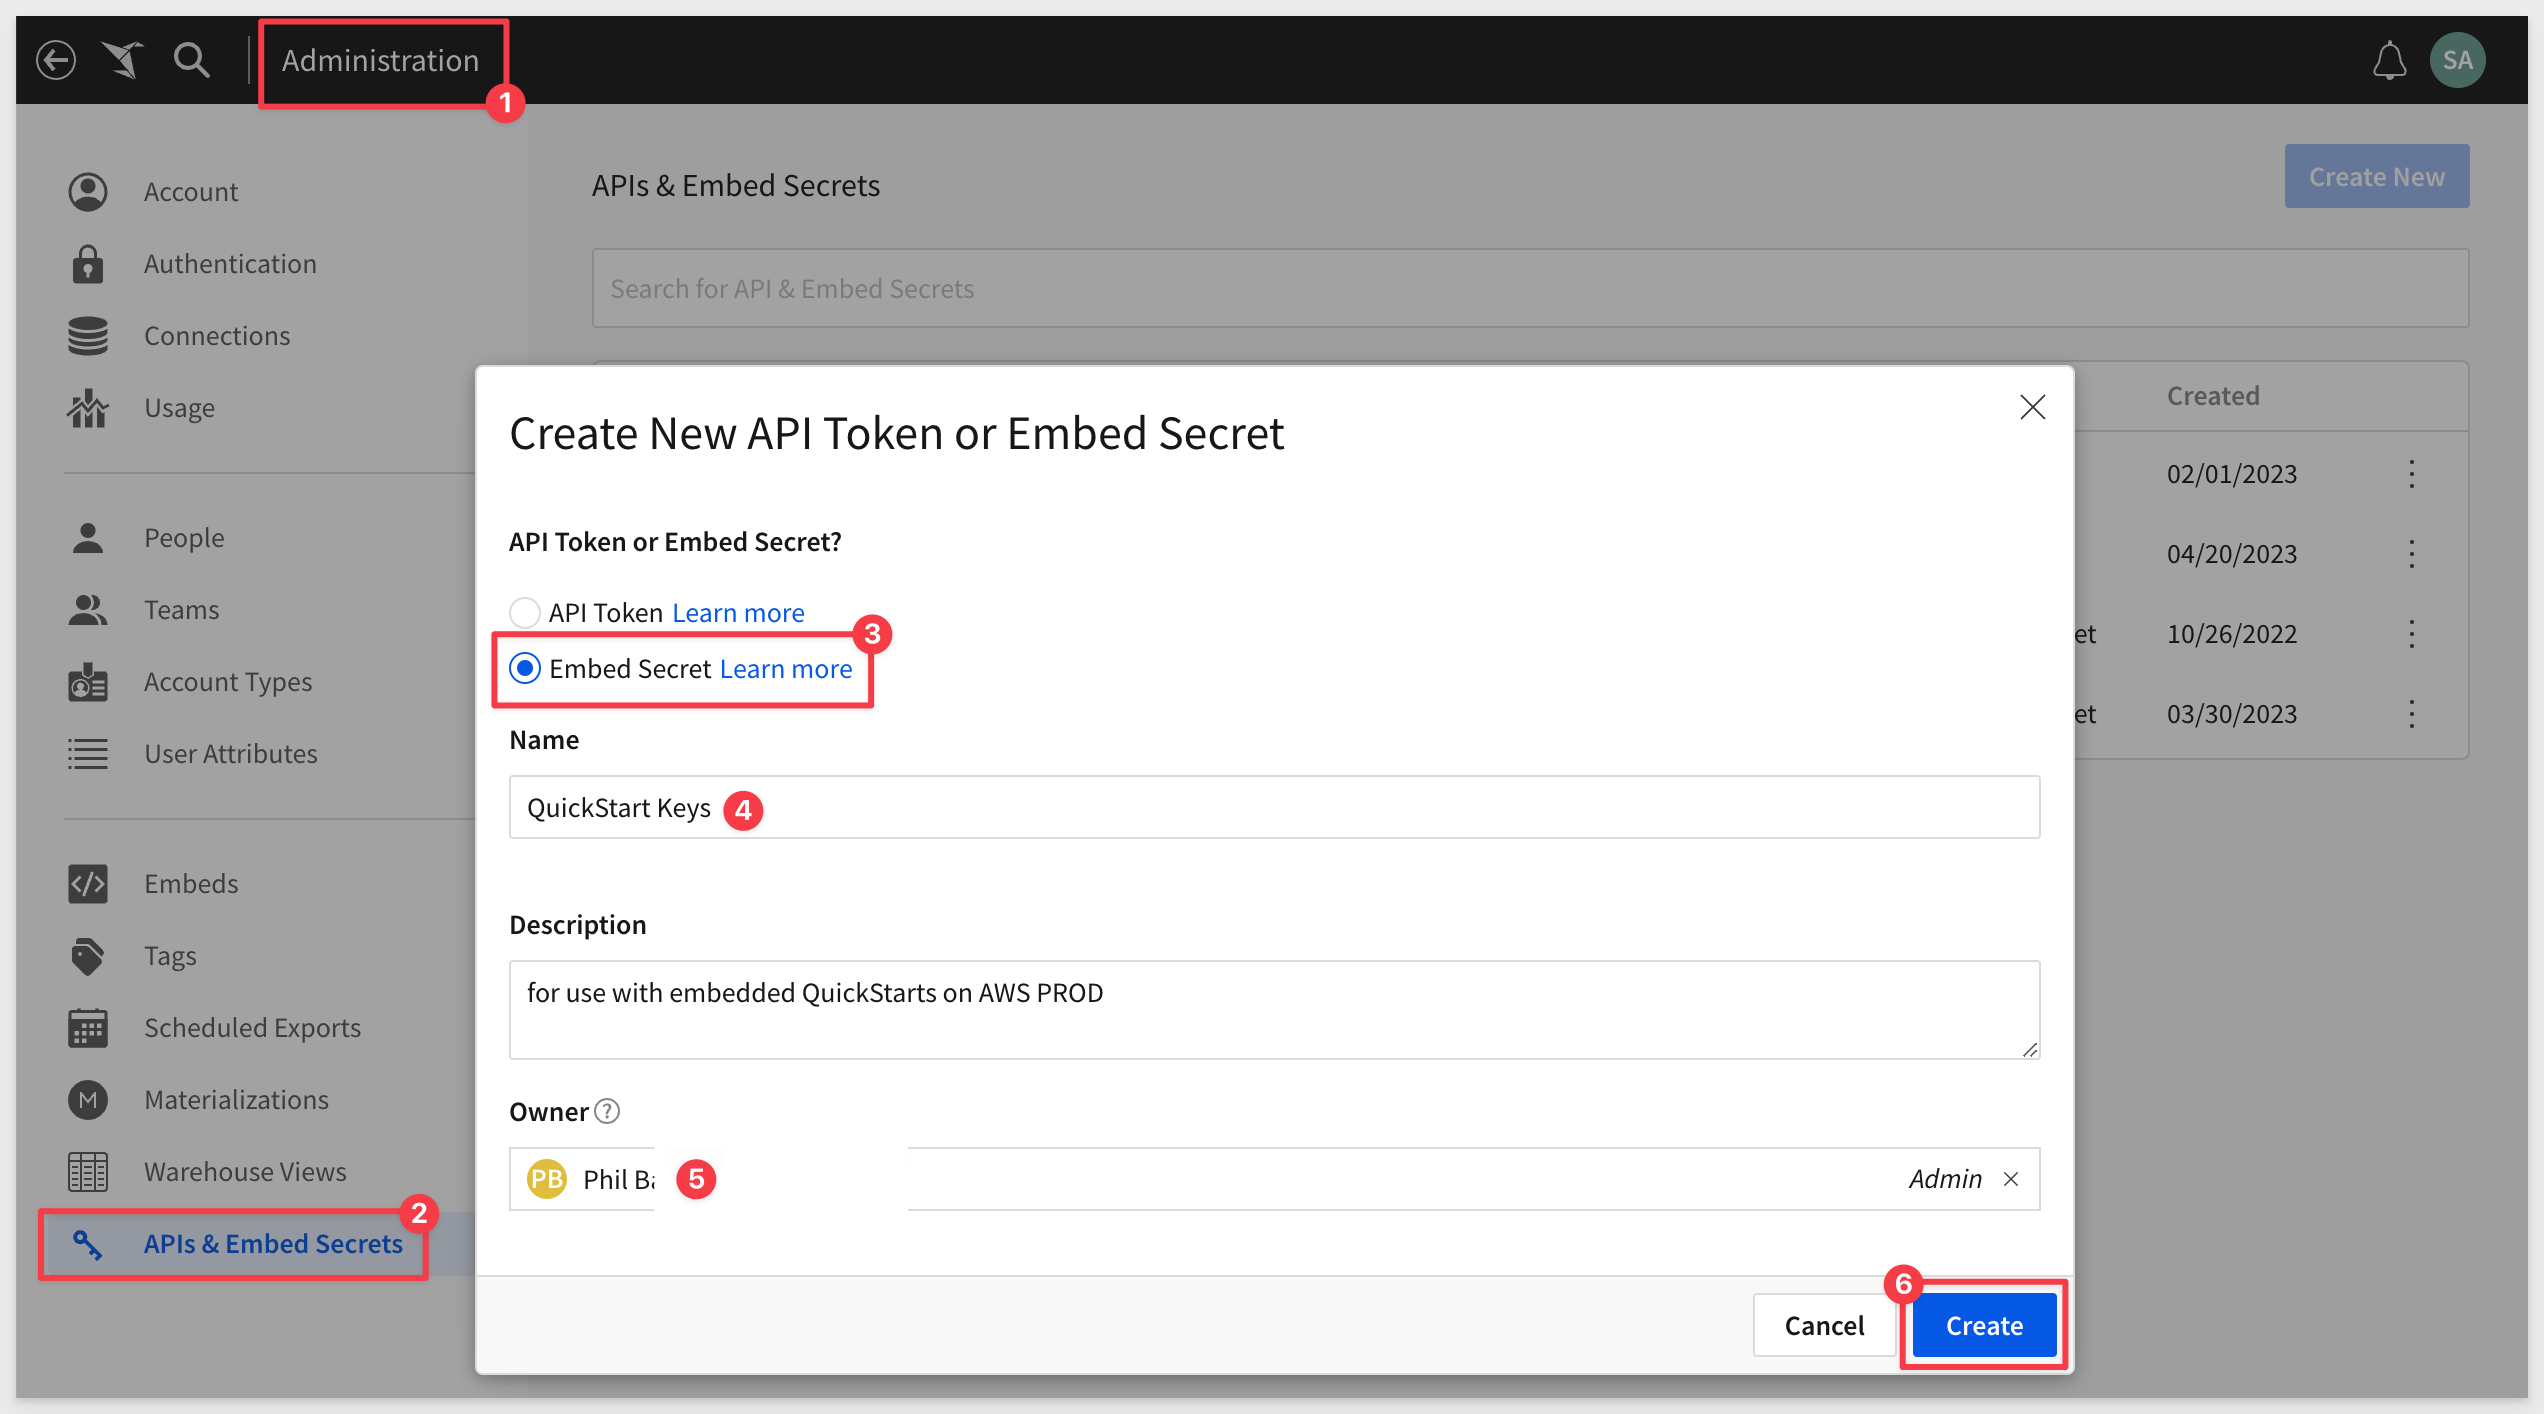 Administration
1
SA
Account
Authentication
Connections
Usage
People
Teams
Account Types
User Attributes
Embeds
Tags
Scheduled Exports
M
Materializations
Warehouse Views
2
APIs & Embed Secrets
APIs & Embed Secrets
Create New
Search for API & Embed Secrets
Created
02/01/2023
04/20/2023
et 10/26/2022
et 03/30/2023
Create New API Token or Embed Secret
API Token or Embed Secret?
API Token Learn more
3
Embed Secret Learn more
Name
QuickStart Keys 4
Description
for use with embedded QuickStarts on AWS PROD
Owner ?
PB Phil 5 Admin
6
Cancel Create